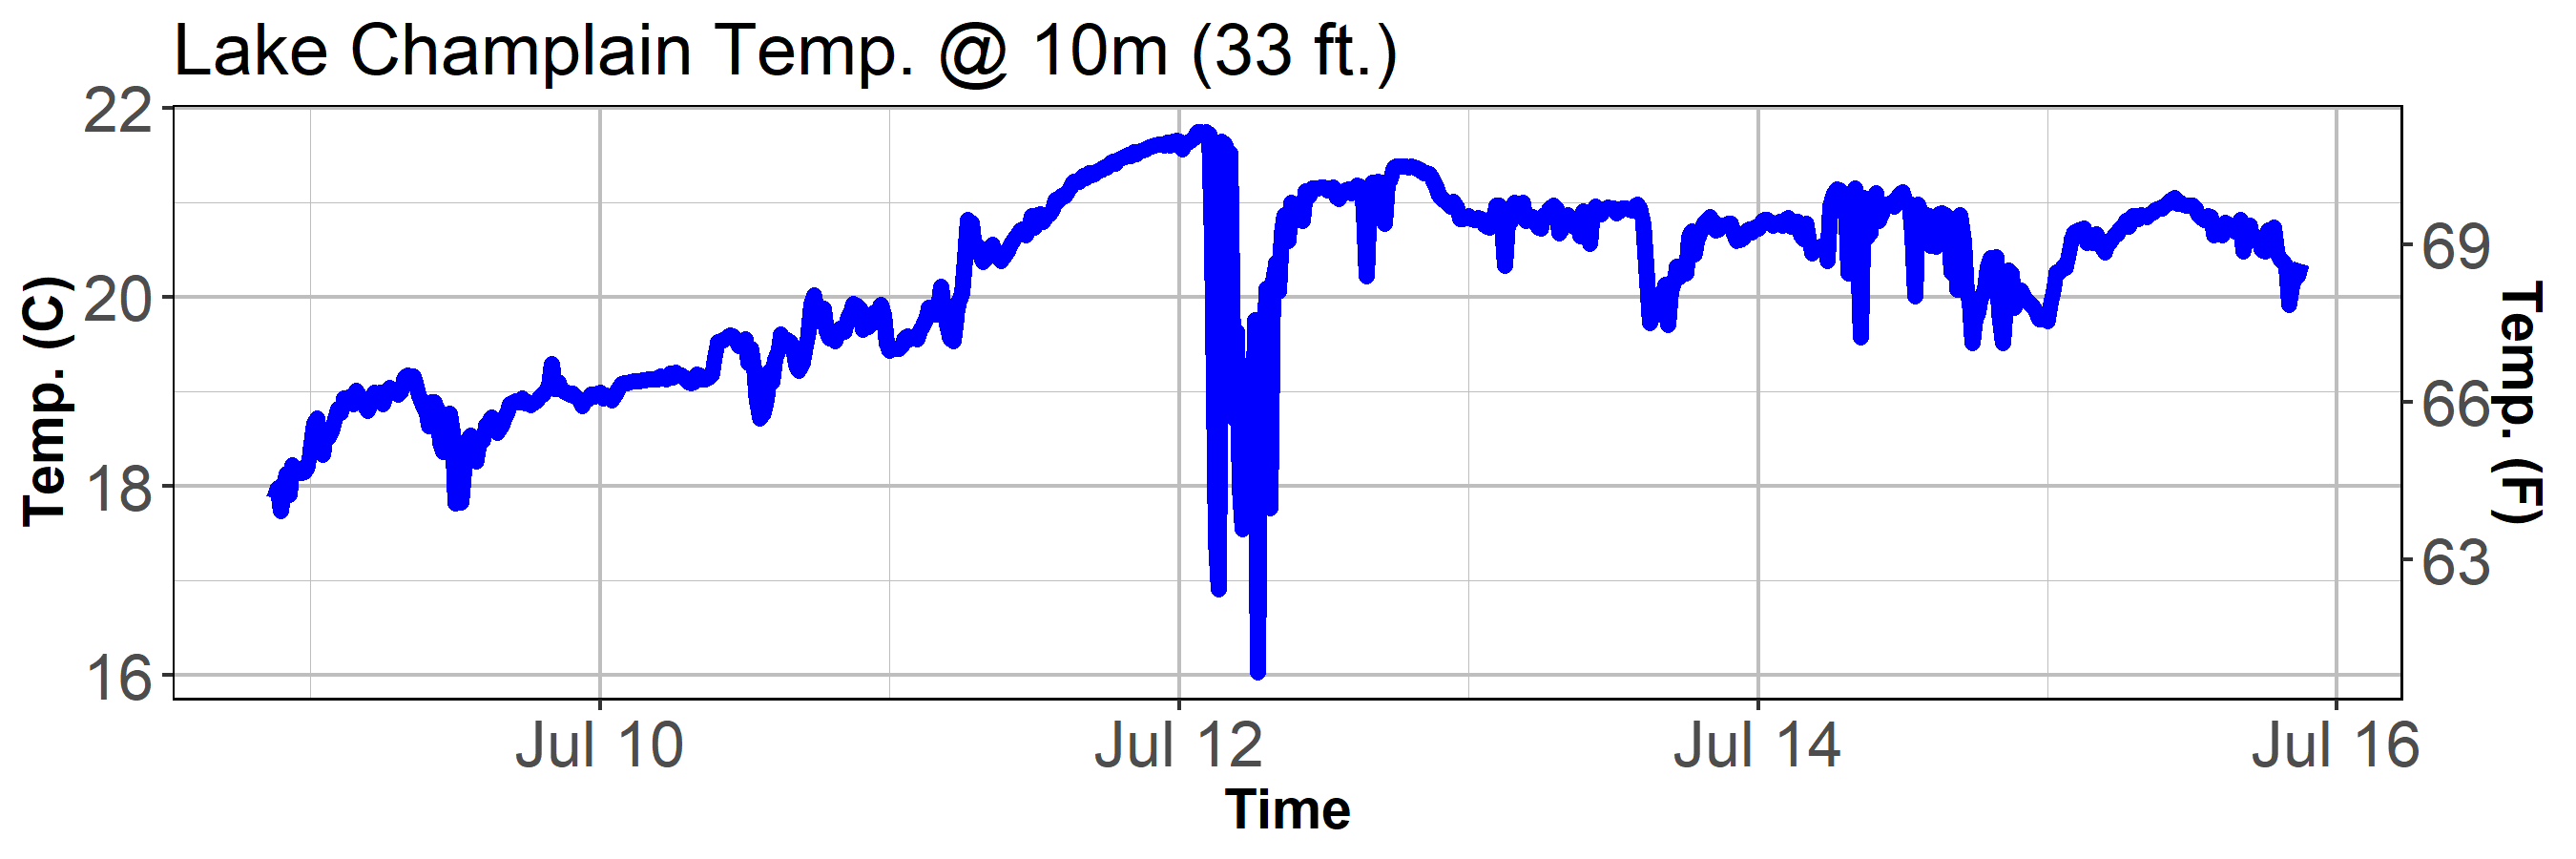 Lake Champlain Temp. @ 10m (33 ft.)
22
20
18
16
Temp. (C)
69
66
63
Temp. (F)
Jul 10
Jul 12
Jul 14
Jul 16
Time